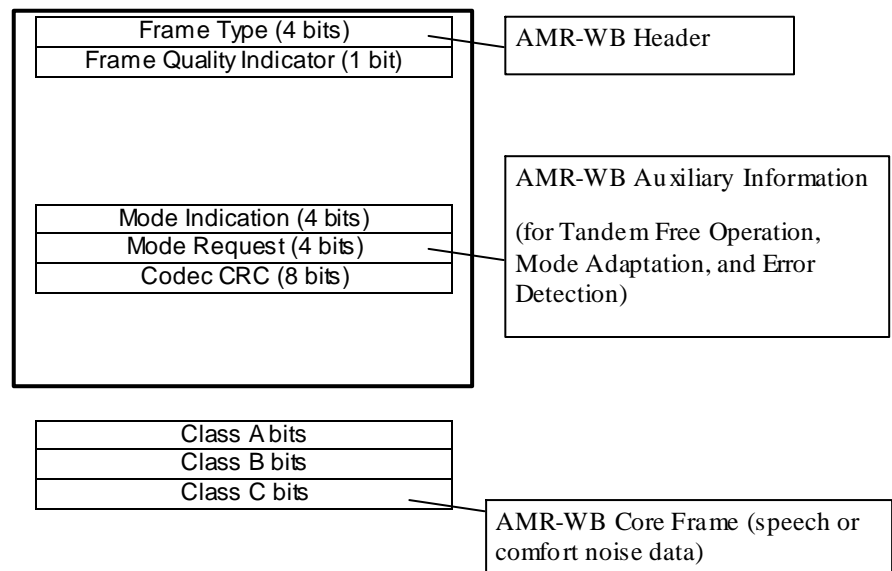 Frame Type (4 bits)
Frame Quality Indicator (1 bit)
AMR-WB Header
Mode Indication (4 bits)
Mode Request (4 bits)
Codec CRC (8 bits)
AMR-WB Auxiliary Information
(for Tandem Free Operation,
Mode Adaptation, and Error
Detection)
Class A bits
Class B bits
Class C bits
AMR-WB Core Frame (speech or
comfort noise data)